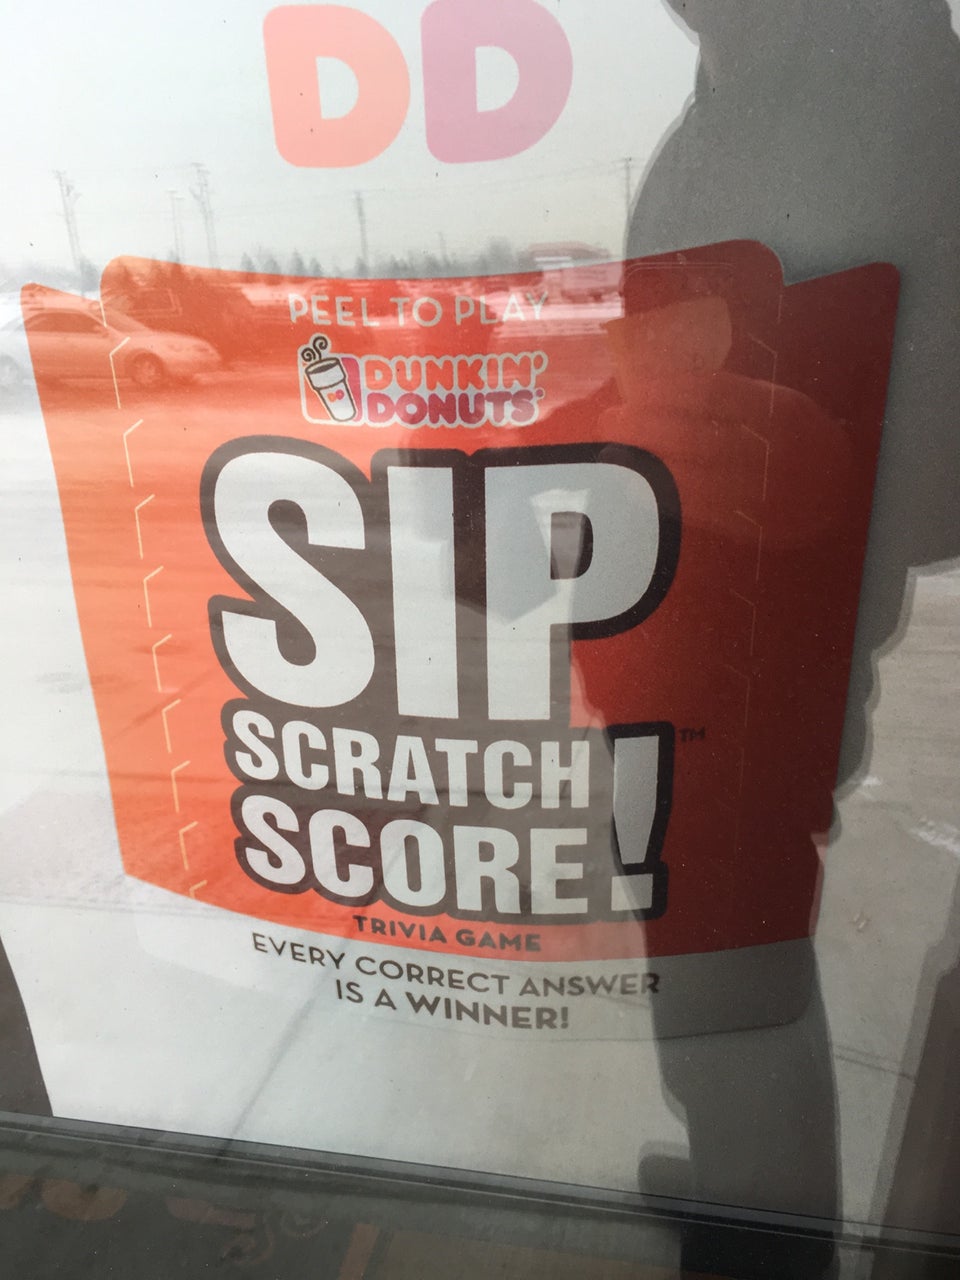 DD
PEEL TO PLAY
DUNKIN'
DONUTS®
SIP
SCRATCH
SCORE!™
TRIVIA GAME
EVERY CORRECT ANSWER
IS A WINNER!